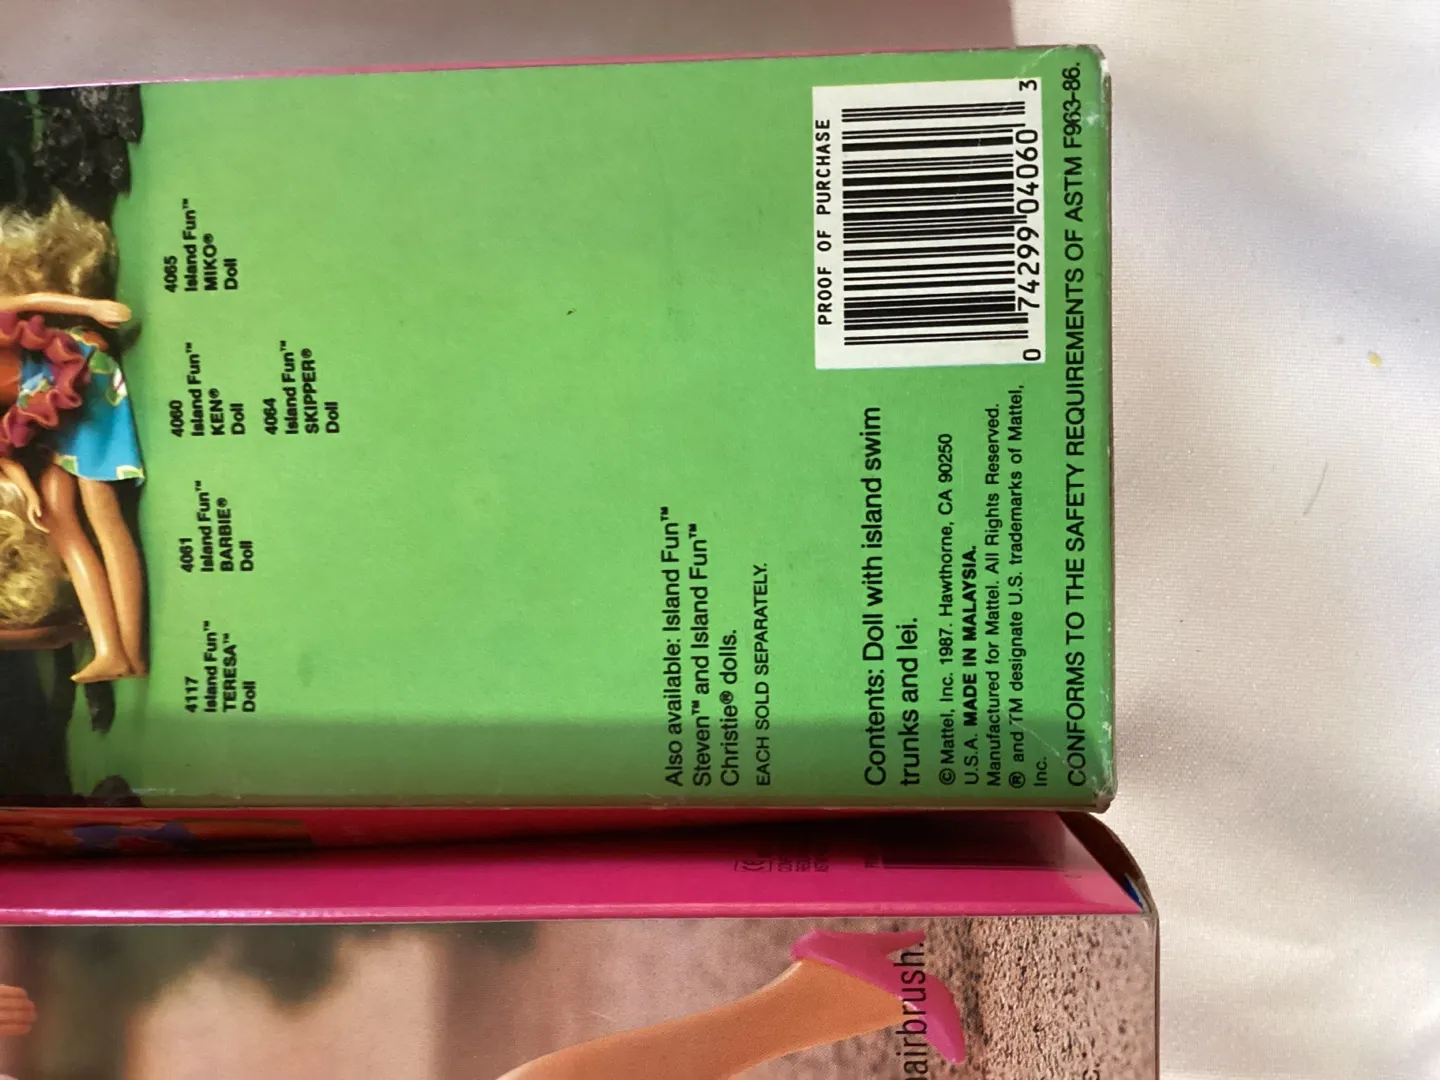 4117
Island Fun™
TERESA™
Doll
4061
Island Fun™
BARBIE®
Doll
4060
Island Fun™
KEN®
Doll
4064
Island Fun™
SKIPPER®
Doll
4065
Island Fun™
MIKO®
Doll
Also available: Island Fun™
Steven™ and Island Fun™
Christie® dolls.
EACH SOLD SEPARATELY.
Contents: Doll with island swim
trunks and lei.
© Mattel, Inc. 1987. Hawthorne, CA 90250
U.S.A. MADE IN MALAYSIA.
Manufactured for Mattel. All Rights Reserved.
® and TM designate U.S. trademarks of Mattel,
Inc.
CONFORMS TO THE SAFETY REQUIREMENTS OF ASTM F963-86.
PROOF OF PURCHASE
0 74299 04060 3
airbrush.